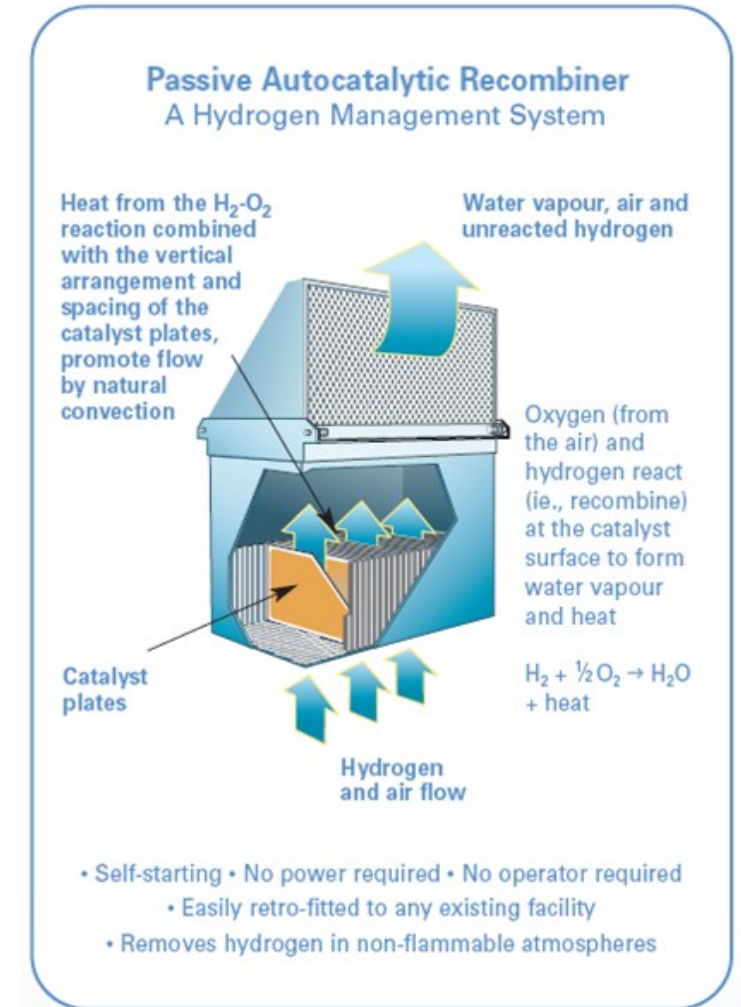 Passive Autocatalytic Recombiner
A Hydrogen Management System
Heat from the H₂-O₂
reaction combined
with the vertical
arrangement and
spacing of the
catalyst plates,
promote flow
by natural
convection
Water vapour, air and
unreacted hydrogen
Oxygen (from
the air) and
hydrogen react
(ie., recombine)
at the catalyst
surface to form
water vapour
and heat
H₂ + ½ O₂ → H₂O
+ heat
Catalyst
plates
Hydrogen
and air flow
• Self-starting • No power required • No operator required
• Easily retro-fitted to any existing facility
• Removes hydrogen in non-flammable atmospheres